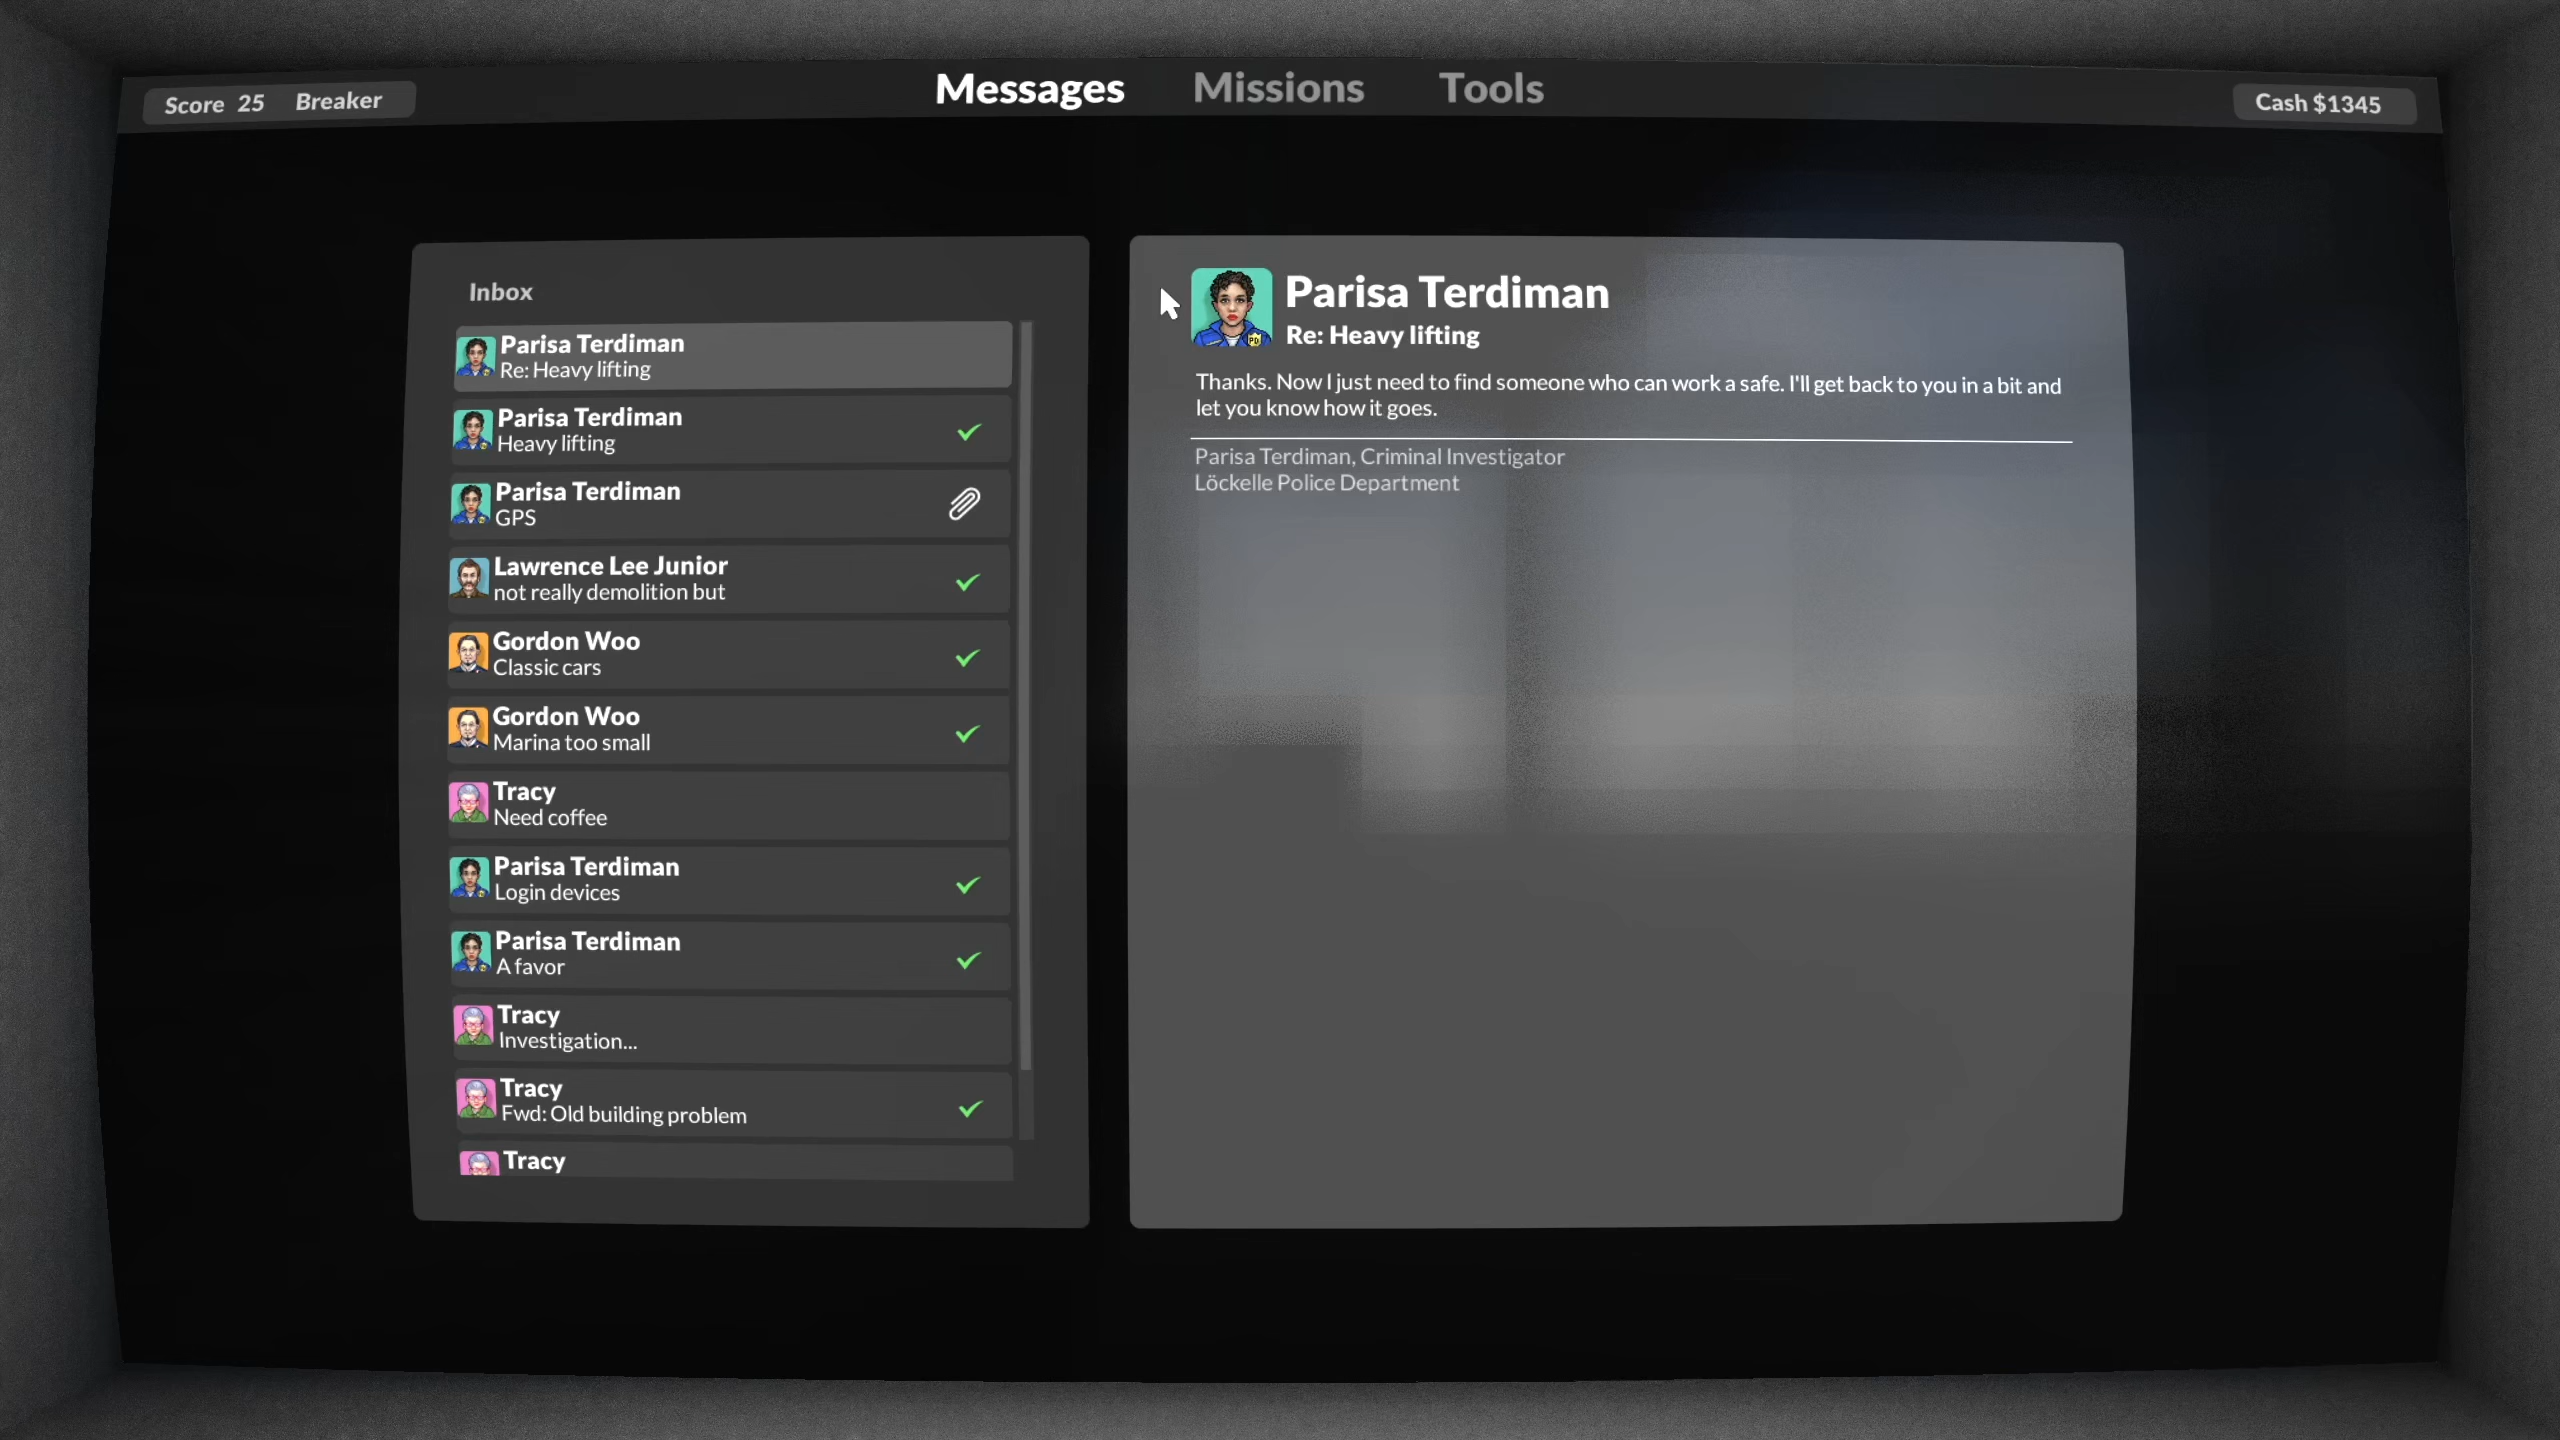 Score 25 Breaker
Messages
Missions
Tools
Cash $1345
Inbox
Parisa Terdiman
Re: Heavy lifting
Parisa Terdiman
Heavy lifting
Parisa Terdiman
GPS
Lawrence Lee Junior
not really demolition but
Gordon Woo
Classic cars
Gordon Woo
Marina too small
Tracy
Need coffee
Parisa Terdiman
Login devices
Parisa Terdiman
A favor
Tracy
Investigation...
Tracy
Fwd: Old building problem
Tracy
Parisa Terdiman
Re: Heavy lifting
Thanks. Now I just need to find someone who can work a safe. I'll get back to you in a bit and
let you know how it goes.
Parisa Terdiman, Criminal Investigator
Löckelle Police Department